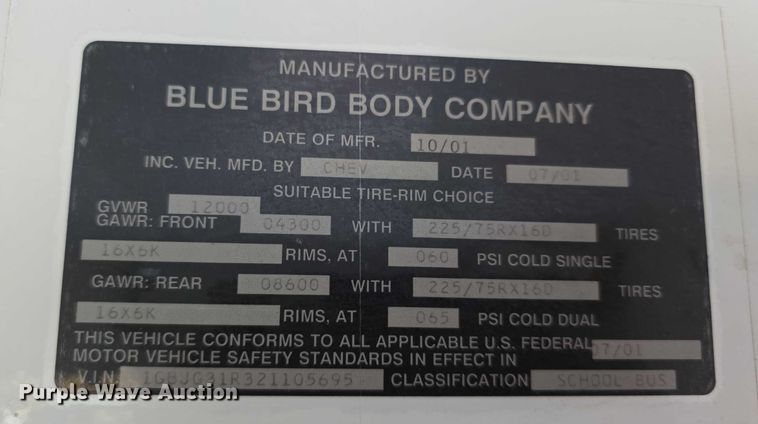 MANUFACTURED BY
BLUE BIRD BODY COMPANY
DATE OF MFR. 10/01
INC. VEH. MFD. BY CHEV DATE 07/01
SUITABLE TIRE-RIM CHOICE
GVWR 12000
GAWR: FRONT 04300 WITH 225/75RX16D TIRES
16X6K RIMS, AT 060 PSI COLD SINGLE
GAWR: REAR 08600 WITH 225/75RX16D TIRES
16X6K RIMS, AT 065 PSI COLD DUAL
THIS VEHICLE CONFORMS TO ALL APPLICABLE U.S. FEDERAL 07/01
MOTOR VEHICLE SAFETY STANDARDS IN EFFECT IN
VIN: 1GBJG31R321105695 CLASSIFICATION SCHOOL BUS
Purple Wave Auction